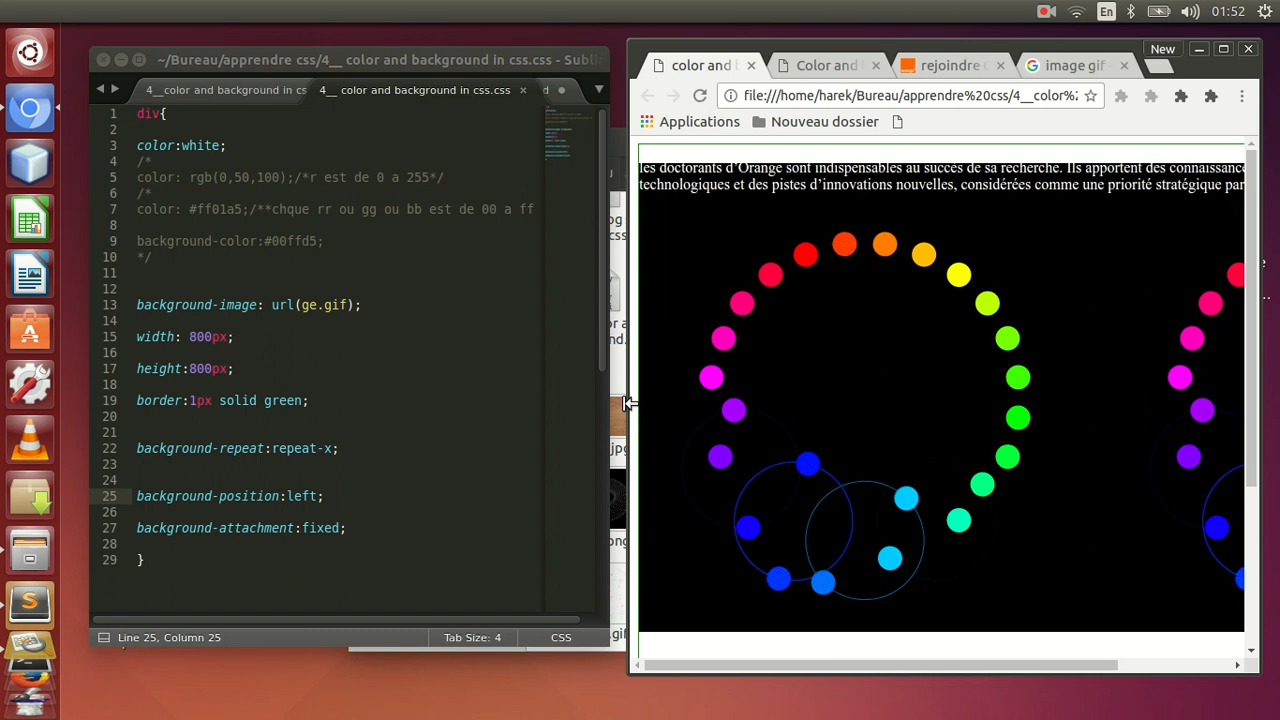 En
01:52
~/Bureau/apprendre css/4__ color and background in css.css - Subli
4__color and background in cs
4__ color and background in css.css
1 div{
2
3 color:white;
4 /*
5 color: rgb(0,50,100);/*r est de 0 a 255*/
6 /*
7 color: #ff01a5;/**chque rr ou gg ou bb est de 00 a ff
8
9 background-color:#00ffd5;
10 */
11
12
13 background-image: url(ge.gif);
14
15 width: 800px;
16
17 height:800px;
18
19 border:1px solid green;
20
21
22 background-repeat:repeat-x;
23
24
25 background-position:left;
26
27 background-attachment:fixed;
28
29 }
Line 25, Column 25
Tab Size: 4
CSS
New
color and b
Color and
rejoindre
image gif
file:///home/harek/Bureau/apprendre%20css/4__color%
Applications
Nouveau dossier
les doctorants d'Orange sont indispensables au succès de sa recherche. Ils apportent des connaissance
technologiques et des pistes d'innovations nouvelles, considérées comme une priorité stratégique par